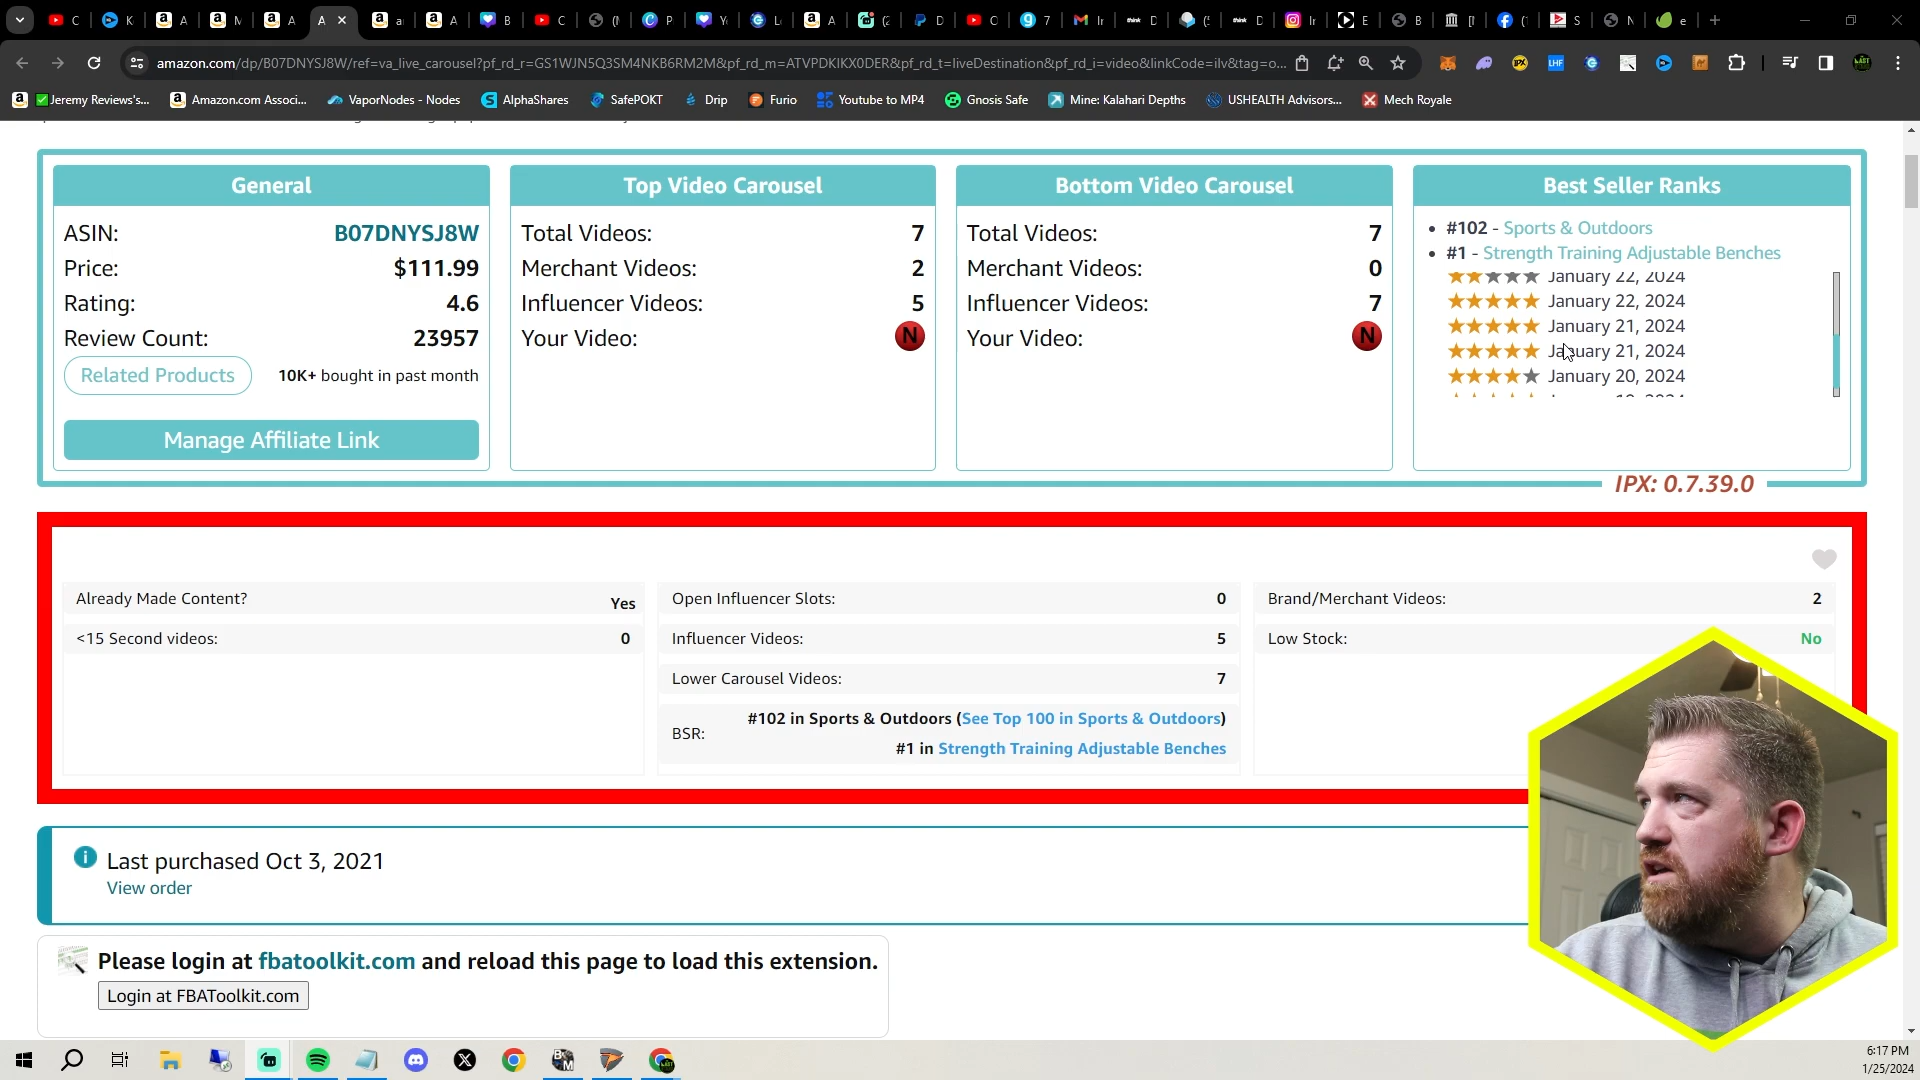 amazon.com/dp/B07DNYSJ8W/ref=va_live_carousel?pf_rd_r=GS1WJN5Q3SM4NKB6RM2M&pf_rd_m=ATVPDKIKX0DER&pf_rd_t=liveDestination&pf_rd_i=video&linkCode=ilv&tag=o...
Jeremy Reviews's...
Amazon.com Associ...
VaporNodes - Nodes
AlphaShares
SafePOKT
Drip
Furio
Youtube to MP4
Gnosis Safe
Mine: Kalahari Depths
USHEALTH Advisors...
Mech Royale
General
ASIN: B07DNYSJ8W
Price: $111.99
Rating: 4.6
Review Count: 23957
Related Products 10K+ bought in past month
Manage Affiliate Link
Top Video Carousel
Total Videos: 7
Merchant Videos: 2
Influencer Videos: 5
Your Video: N
Bottom Video Carousel
Total Videos: 7
Merchant Videos: 0
Influencer Videos: 7
Your Video: N
Best Seller Ranks
#102 - Sports & Outdoors
#1 - Strength Training Adjustable Benches
January 22, 2024
January 22, 2024
January 21, 2024
January 21, 2024
January 20, 2024
IPX: 0.7.39.0
Already Made Content? Yes
<15 Second videos: 0
Open Influencer Slots: 0
Influencer Videos: 5
Lower Carousel Videos: 7
BSR: #102 in Sports & Outdoors (See Top 100 in Sports & Outdoors)
#1 in Strength Training Adjustable Benches
Brand/Merchant Videos: 2
Low Stock: No
Last purchased Oct 3, 2021
View order
Please login at fbatoolkit.com and reload this page to load this extension.
Login at FBAToolkit.com
6:17 PM
1/25/2024